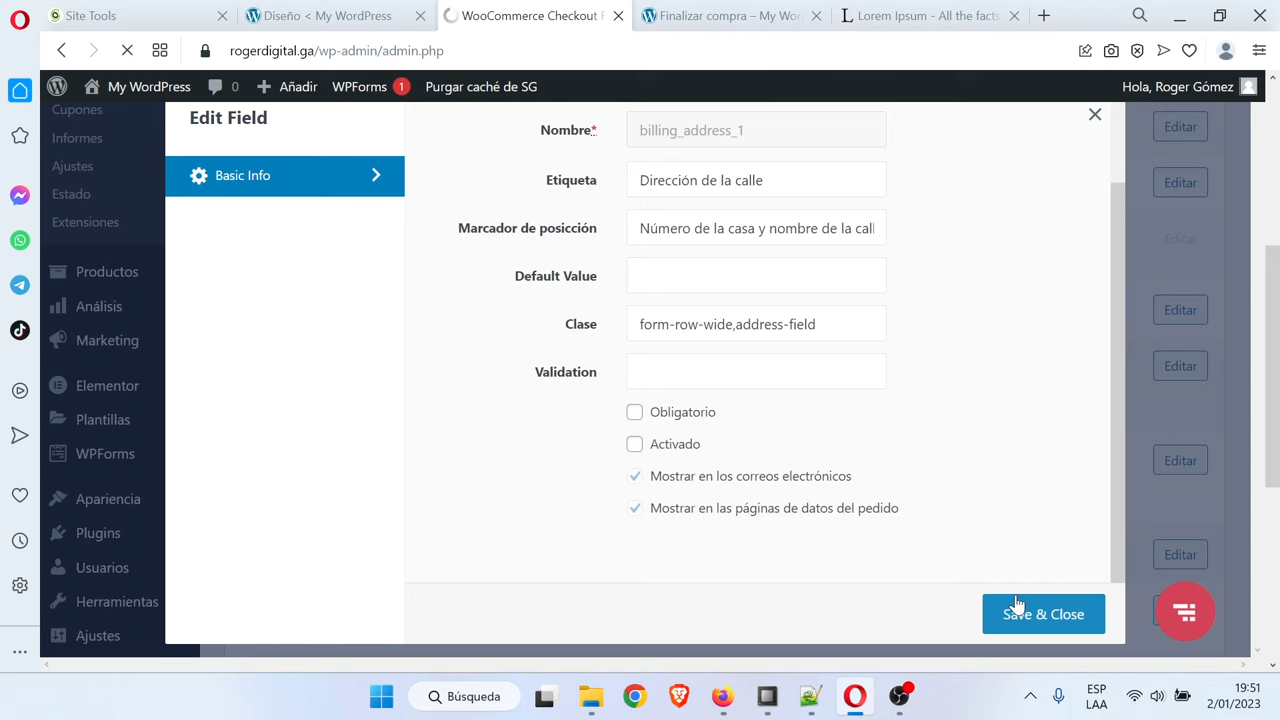 Site Tools
Diseño < My WordPress
WooCommerce Checkout F
Finalizar compra – My Wor
Lorem Ipsum - All the facts
rogerdigital.ga/wp-admin/admin.php
My WordPress
0
Añadir
WPForms
1
Purgar caché de SG
Hola, Roger Gómez
Cupones
Informes
Ajustes
Estado
Extensiones
Productos
Análisis
Marketing
Elementor
Plantillas
WPForms
Apariencia
Plugins
Usuarios
Herramientas
Ajustes
Edit Field
Basic Info
Nombre*
billing_address_1
Etiqueta
Dirección de la calle
Marcador de posición
Número de la casa y nombre de la call
Default Value
Clase
form-row-wide,address-field
Validation
Obligatorio
Activado
Mostrar en los correos electrónicos
Mostrar en las páginas de datos del pedido
Save & Close
Editar
Editar
Editar
Editar
Editar
Editar
Editar
Búsqueda
ESP
LAA
19:51
2/01/2023